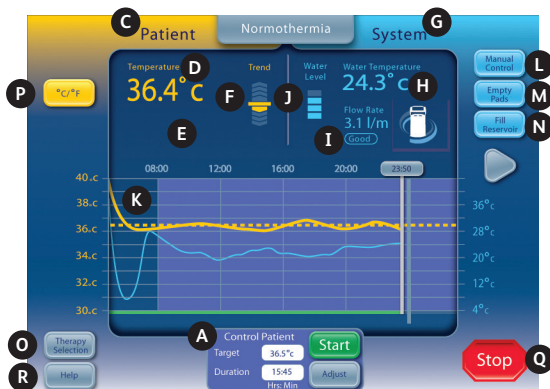 C
Patient
Normothermia
System
G
Temperature
D
36.4°c
Trend
F
E
Water
Level
J
Water Temperature
24.3°c
H
Flow Rate
3.1 l/m
Good
I
P
°C/°F
Manual
Control
L
Empty
Pads
M
Fill
Reservoir
N
08:00 12:00 16:00 20:00 23:50
K
40.c
38.c
36.c
34.c
32.c
30.c
36°c
28°c
20°c
12°c
4°c
O
Therapy
Selection
R
Help
A
Control Patient
Target 36.5°c
Start
Duration 15:45
Hrs: Min
Adjust
Stop
Q